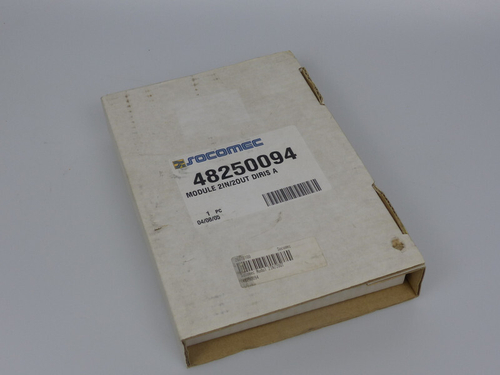 SOCOMEC
48250094
MODULE 2IN/2OUT DIRIS A
1 PC
04/08/05